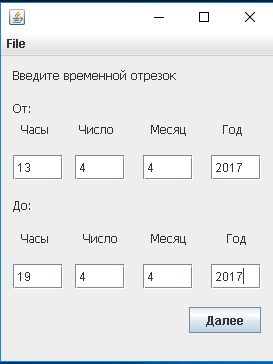 File
Введите временной отрезок
От:
Часы Число Месяц Год
13 4 4 2017
До:
Часы Число Месяц Год
19 4 4 2017
Далее